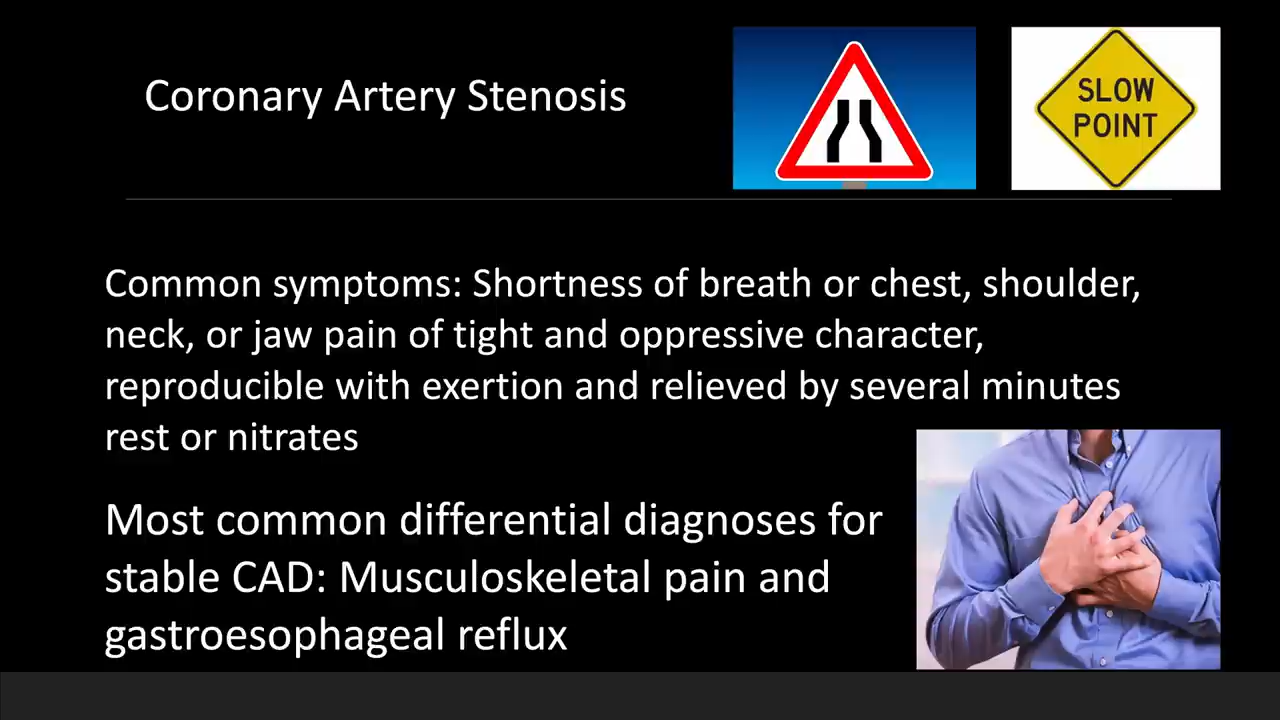 Coronary Artery Stenosis
SLOW
POINT
Common symptoms: Shortness of breath or chest, shoulder,
neck, or jaw pain of tight and oppressive character,
reproducible with exertion and relieved by several minutes
rest or nitrates
Most common differential diagnoses for
stable CAD: Musculoskeletal pain and
gastroesophageal reflux